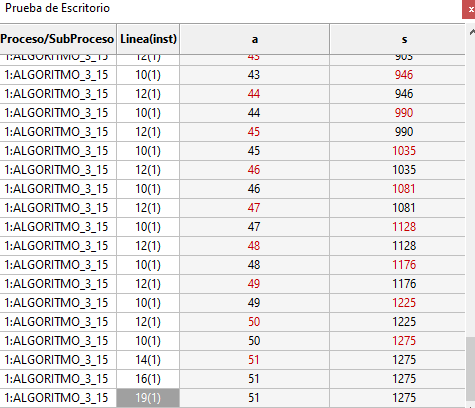 Prueba de Escritorio
x
Proceso/SubProceso Linea(inst) a s
1:ALGORITMO_3_15 12(1) 43 903
1:ALGORITMO_3_15 10(1) 43 946
1:ALGORITMO_3_15 12(1) 44 946
1:ALGORITMO_3_15 10(1) 44 990
1:ALGORITMO_3_15 12(1) 45 990
1:ALGORITMO_3_15 10(1) 45 1035
1:ALGORITMO_3_15 12(1) 46 1035
1:ALGORITMO_3_15 10(1) 46 1081
1:ALGORITMO_3_15 12(1) 47 1081
1:ALGORITMO_3_15 10(1) 47 1128
1:ALGORITMO_3_15 12(1) 48 1128
1:ALGORITMO_3_15 10(1) 48 1176
1:ALGORITMO_3_15 12(1) 49 1176
1:ALGORITMO_3_15 10(1) 49 1225
1:ALGORITMO_3_15 12(1) 50 1225
1:ALGORITMO_3_15 10(1) 50 1275
1:ALGORITMO_3_15 14(1) 51 1275
1:ALGORITMO_3_15 16(1) 51 1275
1:ALGORITMO_3_15 19(1) 51 1275